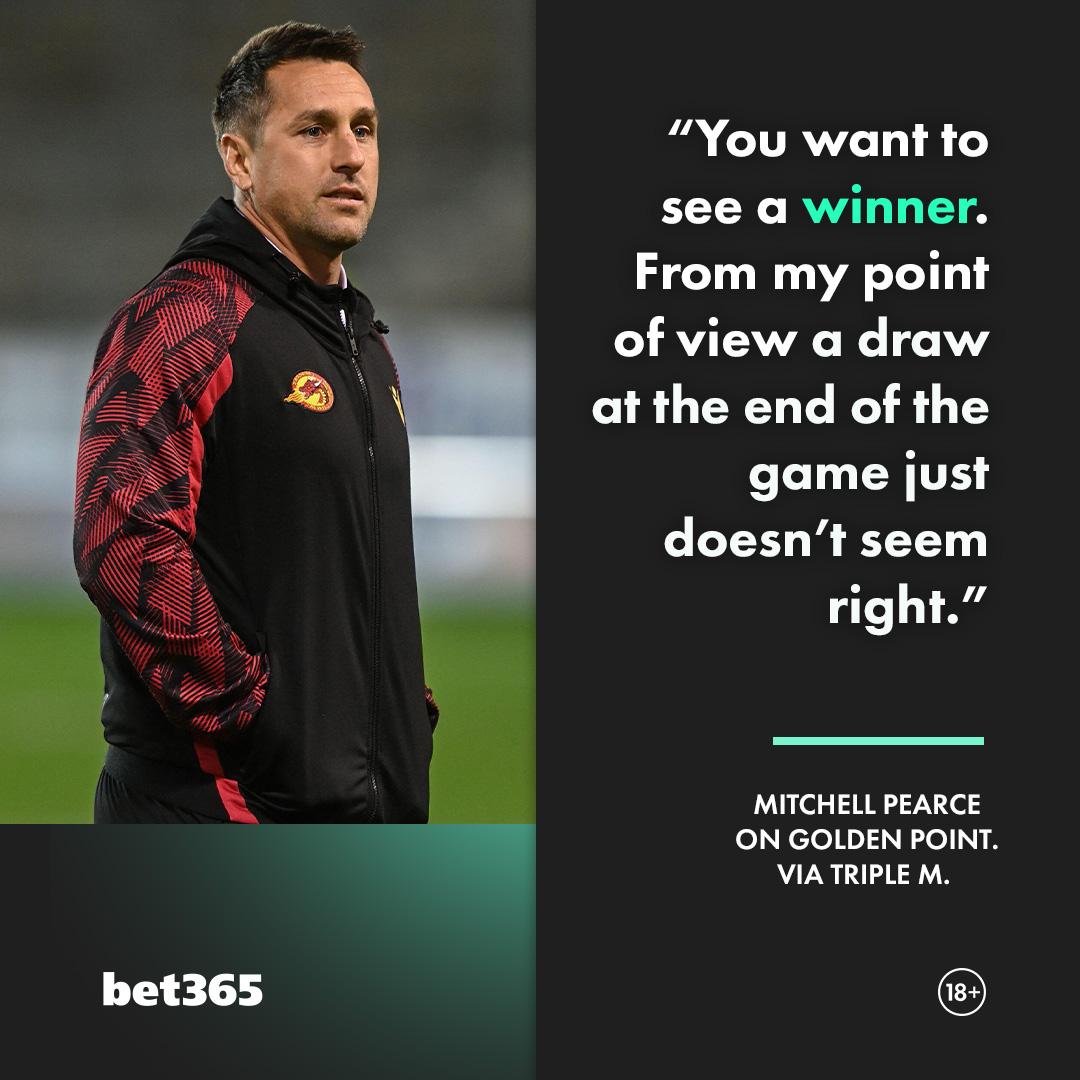 “You want to
see a winner.
From my point
of view a draw
at the end of the
game just
doesn’t seem
right.”
MITCHELL PEARCE
ON GOLDEN POINT.
VIA TRIPLE M.
bet365
18+